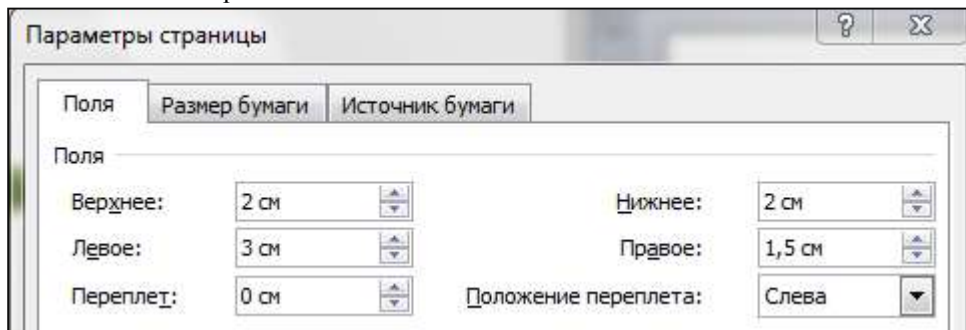 Параметры страницы
Поля Размер бумаги Источник бумаги
Поля
Верхнее: 2 см Нижнее: 2 см
Левое: 3 см Правое: 1,5 см
Переплет: 0 см Положение переплета: Слева